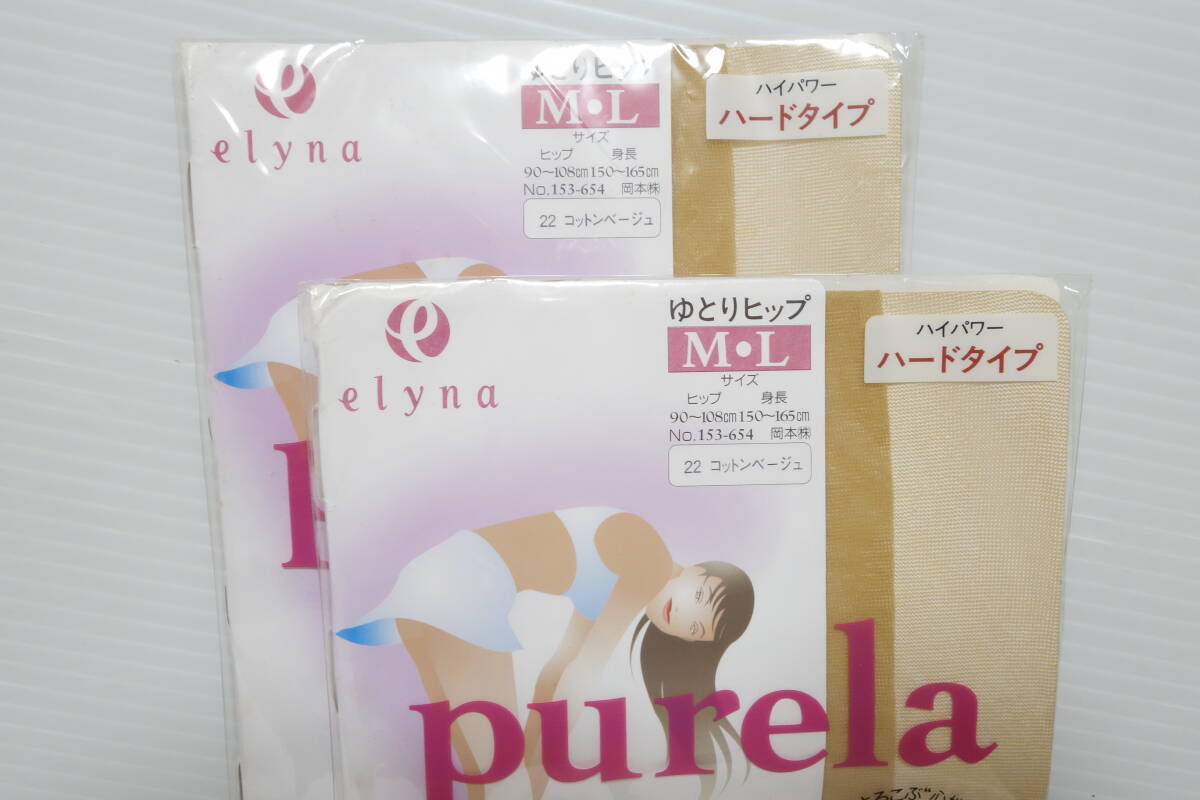 elyna
ゆとりヒップ
M•L
サイズ
ヒップ 身長
90〜108cm 150〜165cm
No.153-654 岡本㈱
22 コットンベージュ
ハイパワー
ハードタイプ
elyna
ゆとりヒップ
M•L
サイズ
ヒップ 身長
90〜108cm 150〜165cm
No.153-654 岡本㈱
22 コットンベージュ
ハイパワー
ハードタイプ
purela